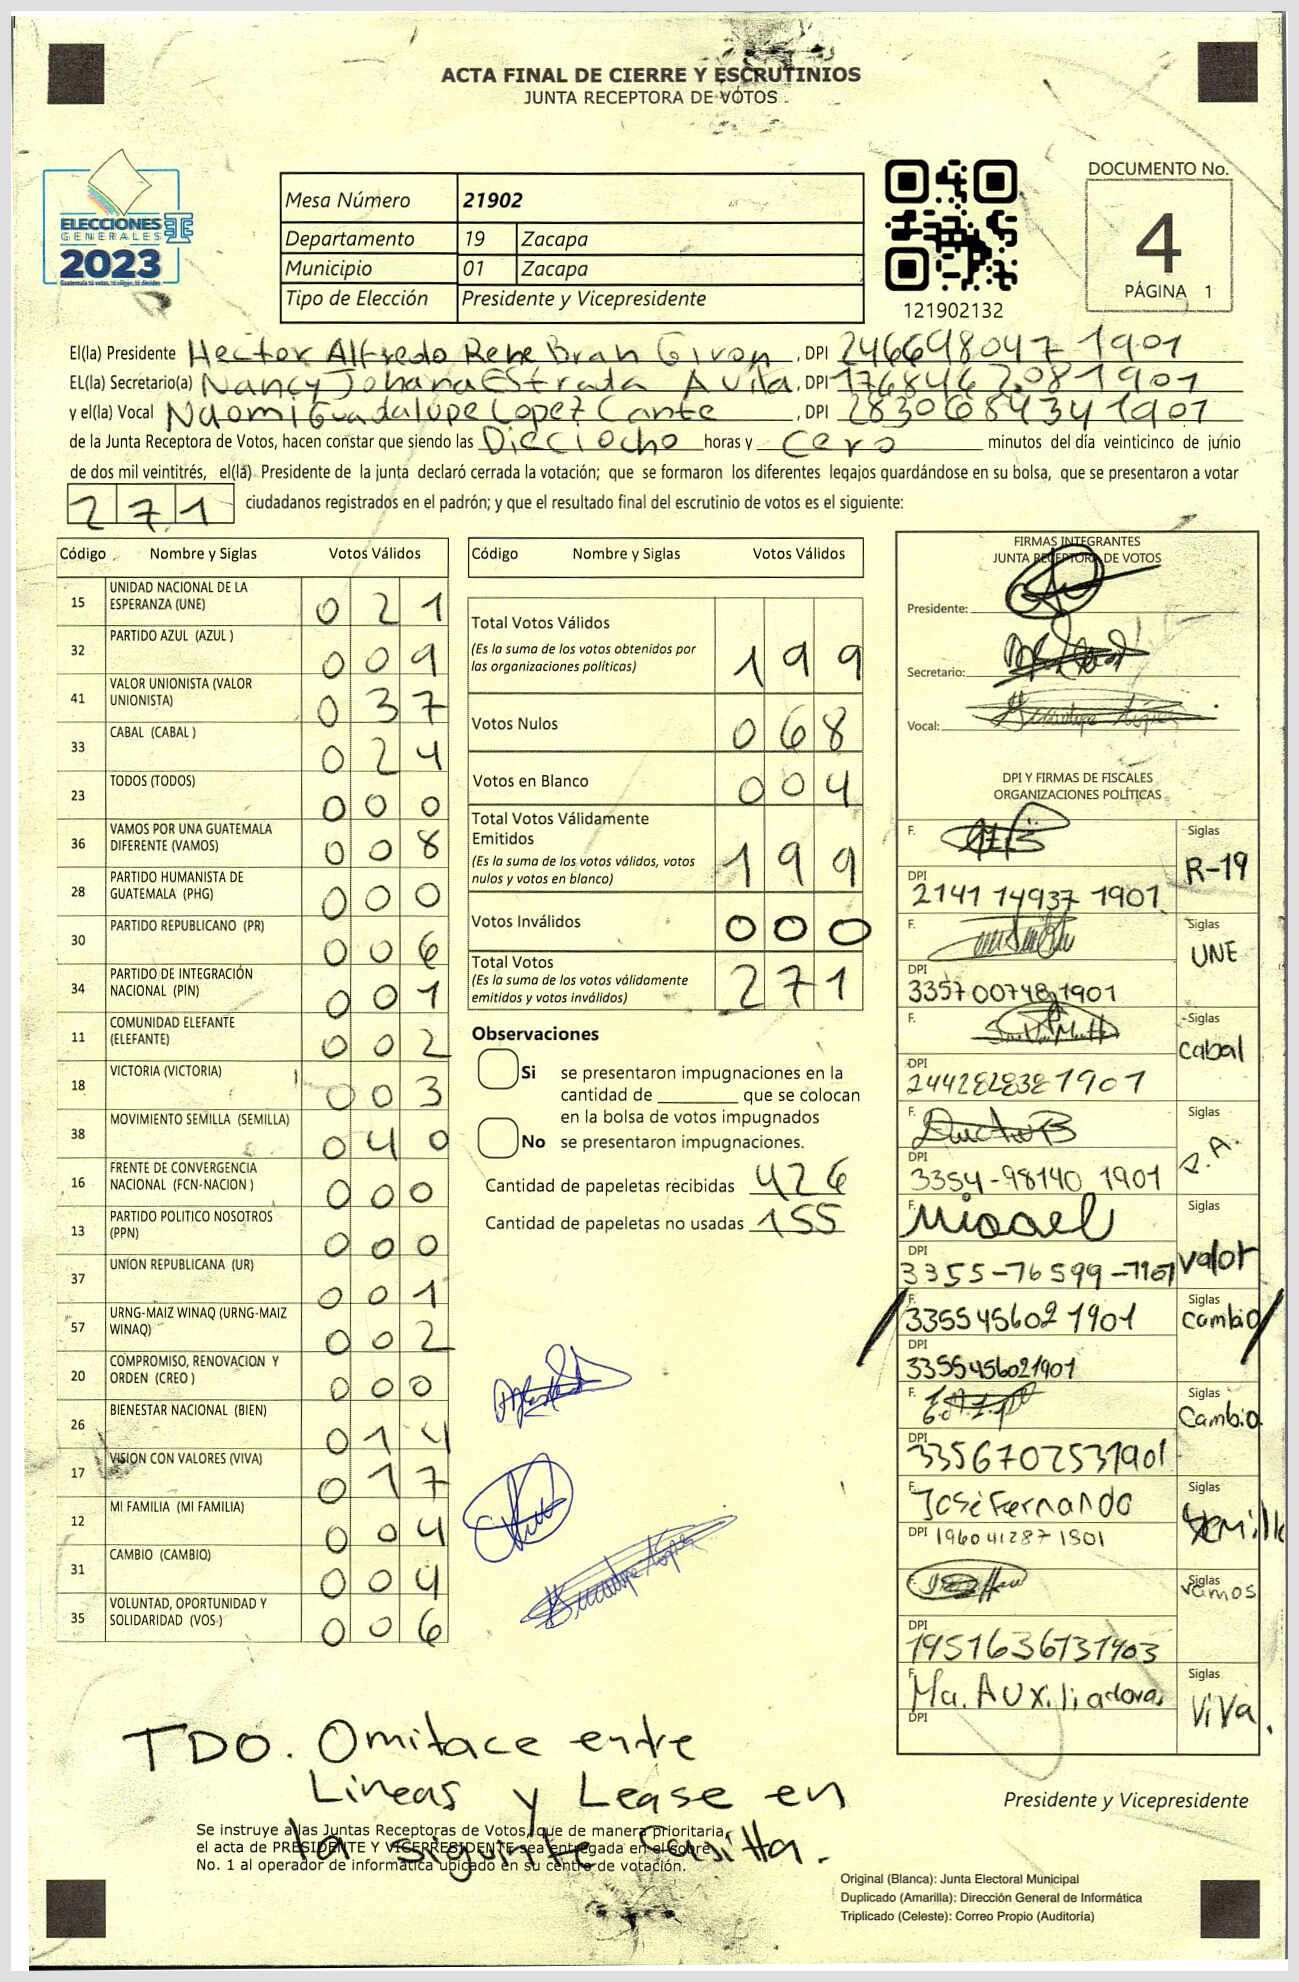 ACTA FINAL DE CIERRE Y ESCRUTINIOS
JUNTA RECEPTORA DE VOTOS
ELECCIONES
GENERALES
2023
Mesa Número 21902
Departamento 19 Zacapa
Municipio 01 Zacapa
Tipo de Elección Presidente y Vicepresidente
121902132
DOCUMENTO No.
4
PÁGINA 1
El(la) Presidente Hector Alfredo Rene Bran Giron, DPI 246698047 1901
EL(la) Secretario(a) Nancy Johana EStrada Avila, DPI 1768462081901
y el(la) Vocal Naomi Guadalupe Lopez Cante, DPI 2830684341901
de la Junta Receptora de Votos, hacen constar que siendo las Dieciocho horas y cero minutos del día veinticinco de junio
de dos mil veintitrés, el(la) Presidente de la junta declaró cerrada la votación; que se formaron los diferentes legajos guardándose en su bolsa, que se presentaron a votar
271 ciudadanos registrados en el padrón; y que el resultado final del escrutinio de votos es el siguiente:
Código Nombre y Siglas Votos Válidos
15 UNIDAD NACIONAL DE LA ESPERANZA (UNE) 021
32 PARTIDO AZUL (AZUL ) 009
41 VALOR UNIONISTA (VALOR UNIONISTA) 037
33 CABAL (CABAL ) 024
23 TODOS (TODOS) 000
36 VAMOS POR UNA GUATEMALA DIFERENTE (VAMOS) 008
28 PARTIDO HUMANISTA DE GUATEMALA (PHG) 000
30 PARTIDO REPUBLICANO (PR) 006
34 PARTIDO DE INTEGRACIÓN NACIONAL (PIN) 001
11 COMUNIDAD ELEFANTE (ELEFANTE) 002
18 VICTORIA (VICTORIA) 003
38 MOVIMIENTO SEMILLA (SEMILLA) 040
16 FRENTE DE CONVERGENCIA NACIONAL (FCN-NACION ) 000
13 PARTIDO POLITICO NOSOTROS (PPN) 000
37 UNION REPUBLICANA (UR) 001
57 URNG-MAIZ WINAQ (URNG-MAIZ WINAQ) 002
20 COMPROMISO, RENOVACION Y ORDEN (CREO ) 000
26 BIENESTAR NACIONAL (BIEN) 014
17 VISION CON VALORES (VIVA) 017
12 MI FAMILIA (MI FAMILIA) 004
31 CAMBIO (CAMBIO) 004
35 VOLUNTAD, OPORTUNIDAD Y SOLIDARIDAD (VOS ) 006
Código Nombre y Siglas Votos Válidos
Total Votos Válidos
(Es la suma de los votos obtenidos por
las organizaciones políticas) 199
Votos Nulos 068
Votos en Blanco 004
Total Votos Válidamente
Emitidos
(Es la suma de los votos válidos, votos
nulos y votos en blanco) 199
Votos Inválidos 000
Total Votos
(Es la suma de los votos válidamente
emitidos y votos inválidos) 271
Observaciones
Si se presentaron impugnaciones en la
cantidad de ________ que se colocan
en la bolsa de votos impugnados
No se presentaron impugnaciones.
Cantidad de papeletas recibidas 426
Cantidad de papeletas no usadas 155
FIRMAS INTEGRANTES
JUNTA RECEPTORA DE VOTOS
Presidente:
Secretario:
Vocal:
DPI Y FIRMAS DE FISCALES
ORGANIZACIONES POLÍTICAS
F. Siglas
R-19
DPI
2141 14937 1901
F. Siglas
UNE
DPI
335700748 1901
F. Siglas
cabal
DPI
F. Siglas
DPI
3354-98140 1901
F. Misael Siglas
valor
DPI
3355-76599-1901
F. Siglas
3355456021901 cambio
DPI
3355456021901
F. Siglas
Cambio.
DPI
3356702531901
F. José Fernando Siglas
Semilla
DPI 1960412871901
F. Siglas
vamos
DPI
1951636731903
F. Ma. Auxiliadora. Siglas
ViVa.
DPI
TDO. Omitace entre
Lineas y Lease en
la siguinte Casitta.
Presidente y Vicepresidente
Se instruye a las Juntas Receptoras de Votos, que de manera prioritaria,
el acta de PRESIDENTE Y VICEPRESIDENTE sea entregada en el sobre
No. 1 al operador de informática ubicado en su centro de votación.
Original (Blanca): Junta Electoral Municipal
Duplicado (Amarilla): Dirección General de Informática
Triplicado (Celeste): Correo Propio (Auditoría)